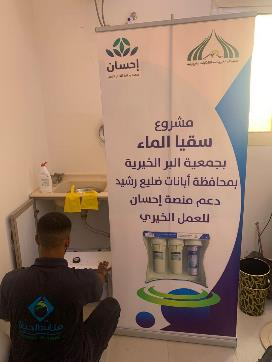 إحسان
مشروع
سقيا الماء
بجمعية البر الخيرية
بمحافظة أبانات ضليع رشيد
دعم منصة إحسان
للعمل الخيري